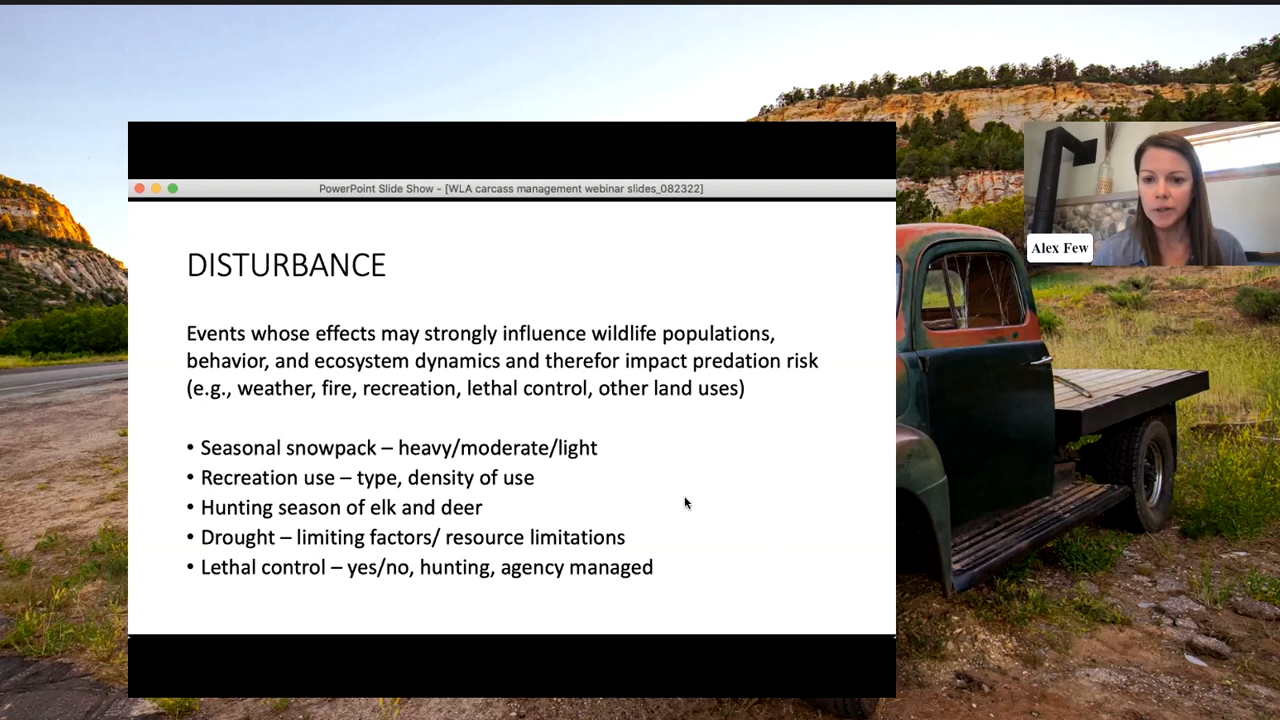 PowerPoint Slide Show - [WLA carcass management webinar slides_082322]
DISTURBANCE
Events whose effects may strongly influence wildlife populations,
behavior, and ecosystem dynamics and therefor impact predation risk
(e.g., weather, fire, recreation, lethal control, other land uses)
• Seasonal snowpack – heavy/moderate/light
• Recreation use – type, density of use
• Hunting season of elk and deer
• Drought – limiting factors/ resource limitations
• Lethal control – yes/no, hunting, agency managed
Alex Few